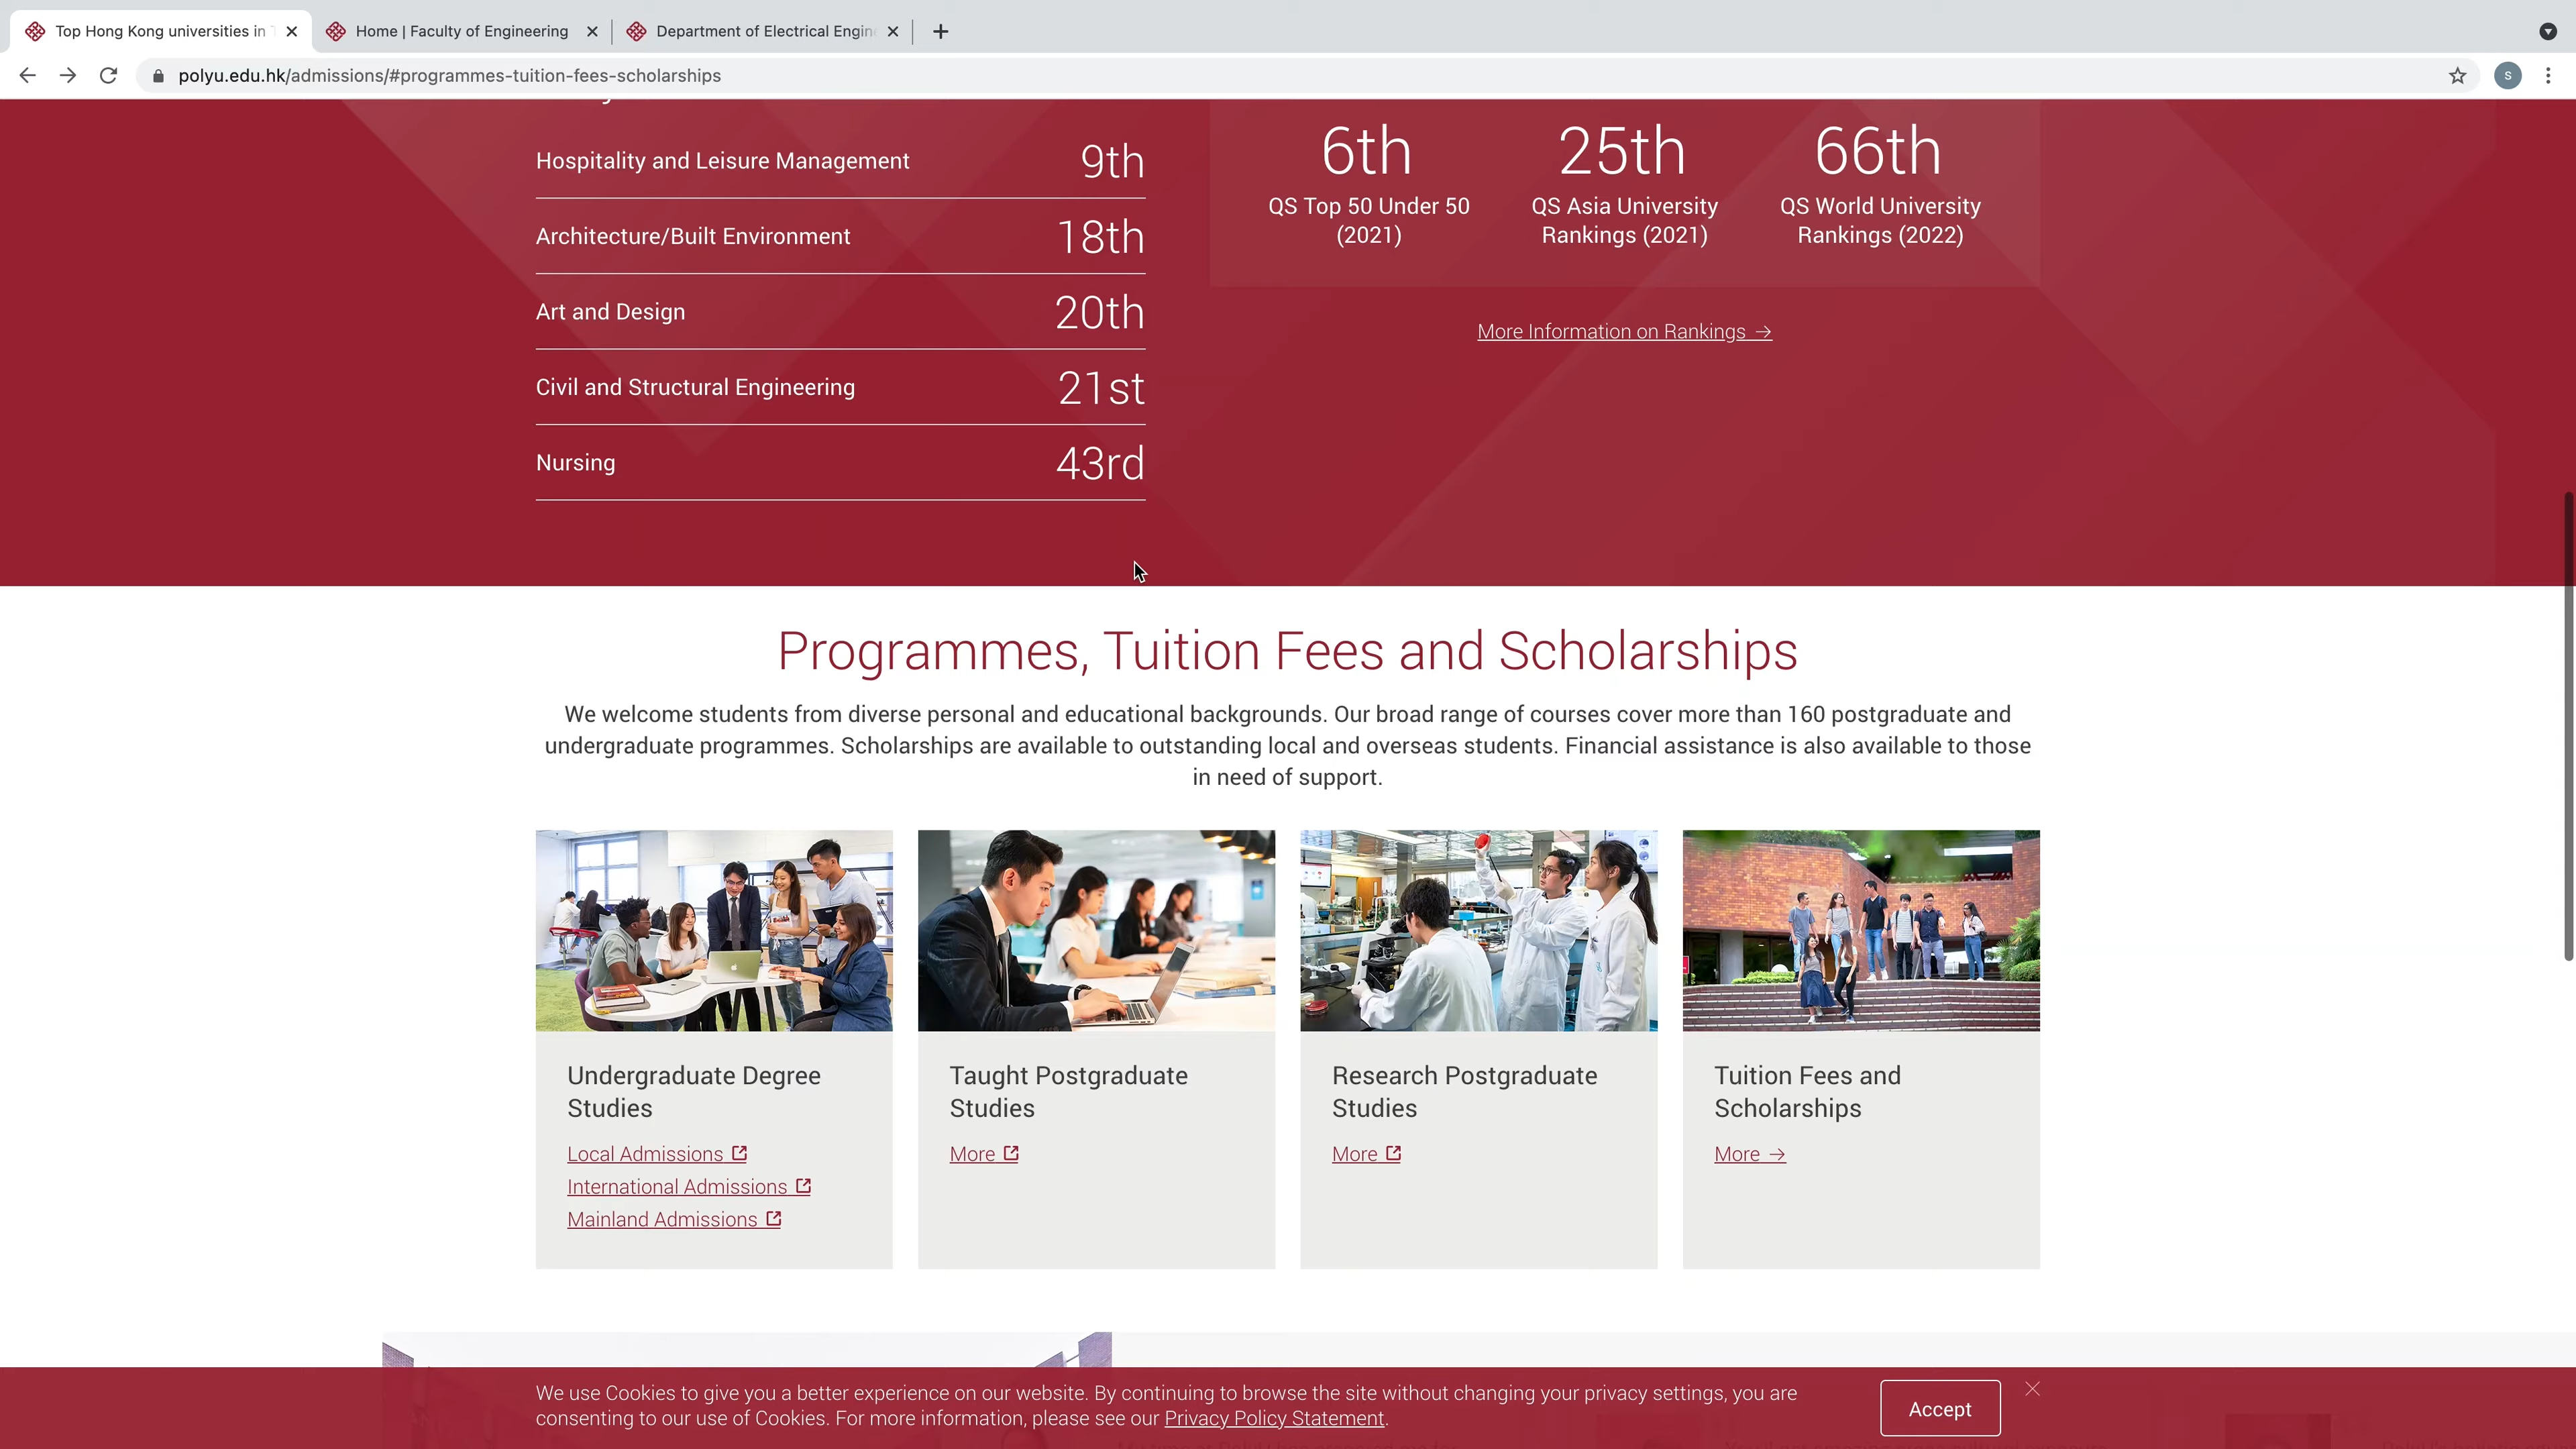 Top Hong Kong universities in
Home | Faculty of Engineering
Department of Electrical Engin
polyu.edu.hk/admissions/#programmes-tuition-fees-scholarships
S
Hospitality and Leisure Management 9th
Architecture/Built Environment 18th
Art and Design 20th
Civil and Structural Engineering 21st
Nursing 43rd
6th 25th 66th
QS Top 50 Under 50 QS Asia University QS World University
(2021) Rankings (2021) Rankings (2022)
More Information on Rankings →
Programmes, Tuition Fees and Scholarships
We welcome students from diverse personal and educational backgrounds. Our broad range of courses cover more than 160 postgraduate and
undergraduate programmes. Scholarships are available to outstanding local and overseas students. Financial assistance is also available to those
in need of support.
Undergraduate Degree
Studies
Local Admissions
International Admissions
Mainland Admissions
Taught Postgraduate
Studies
More
Research Postgraduate
Studies
More
Tuition Fees and
Scholarships
More →
We use Cookies to give you a better experience on our website. By continuing to browse the site without changing your privacy settings, you are
consenting to our use of Cookies. For more information, please see our Privacy Policy Statement.
Accept